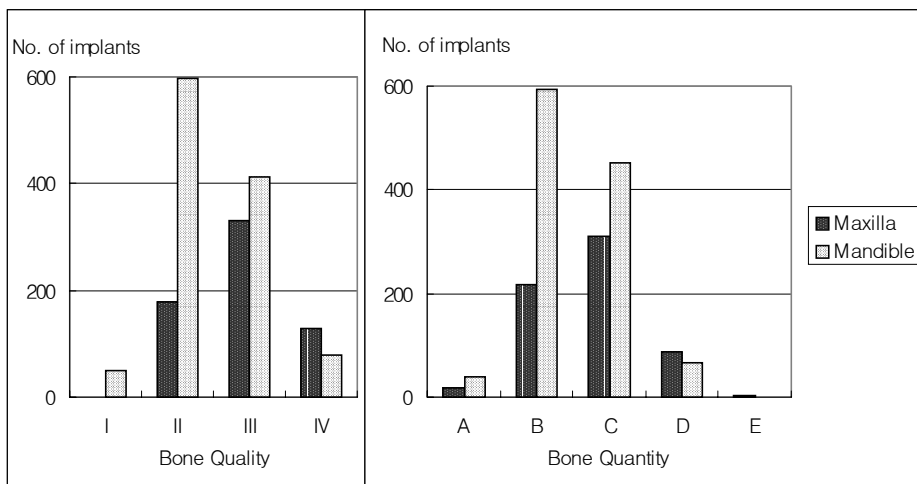 No. of implants
600
400
200
0
I II III IV
Bone Quality
No. of implants
600
400
200
0
A B C D E
Bone Quantity
Maxilla
Mandible